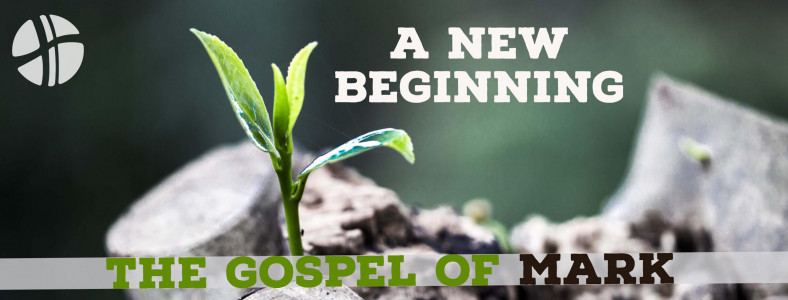 A NEW
BEGINNING
THE GOSPEL OF MARK